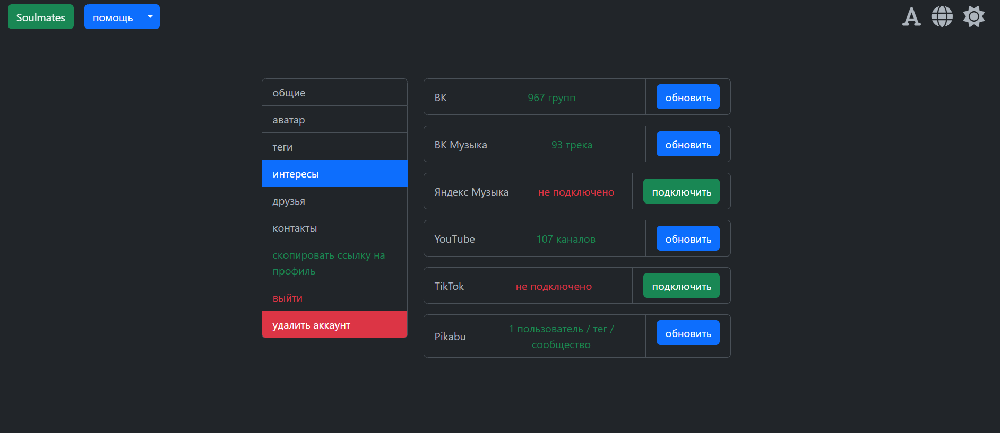 Soulmates
помощь
общие
аватар
теги
интересы
друзья
контакты
скопировать ссылку на
профиль
выйти
удалить аккаунт
ВК
967 групп
обновить
ВК Музыка
93 трека
обновить
Яндекс Музыка
не подключено
подключить
YouTube
107 каналов
обновить
TikTok
не подключено
подключить
Pikabu
1 пользователь / тег /
сообщество
обновить